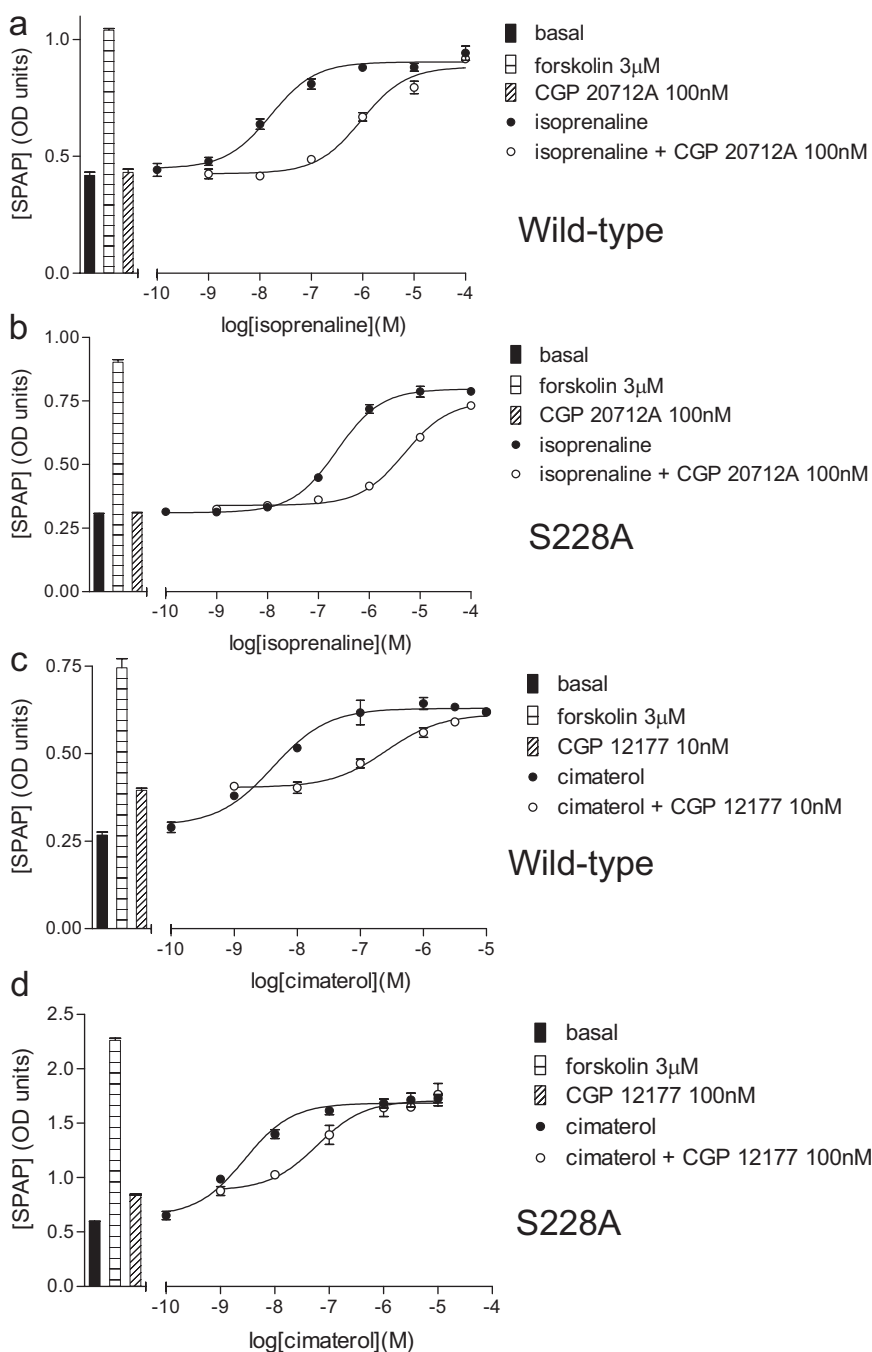 a
[SPAP] (OD units)
1.0
0.5
0.0
-10 -9 -8 -7 -6 -5 -4
log[isoprenaline](M)
basal
forskolin 3μM
CGP 20712A 100nM
isoprenaline
isoprenaline + CGP 20712A 100nM
Wild-type
b
[SPAP] (OD units)
1.00
0.75
0.50
0.25
0.00
-10 -9 -8 -7 -6 -5 -4
log[isoprenaline](M)
basal
forskolin 3μM
CGP 20712A 100nM
isoprenaline
isoprenaline + CGP 20712A 100nM
S228A
c
[SPAP] (OD units)
0.75
0.50
0.25
0.00
-10 -9 -8 -7 -6 -5
log[cimaterol](M)
basal
forskolin 3μM
CGP 12177 10nM
cimaterol
cimaterol + CGP 12177 10nM
Wild-type
d
[SPAP] (OD units)
2.5
2.0
1.5
1.0
0.5
0.0
-10 -9 -8 -7 -6 -5 -4
log[cimaterol](M)
basal
forskolin 3μM
CGP 12177 100nM
cimaterol
cimaterol + CGP 12177 100nM
S228A